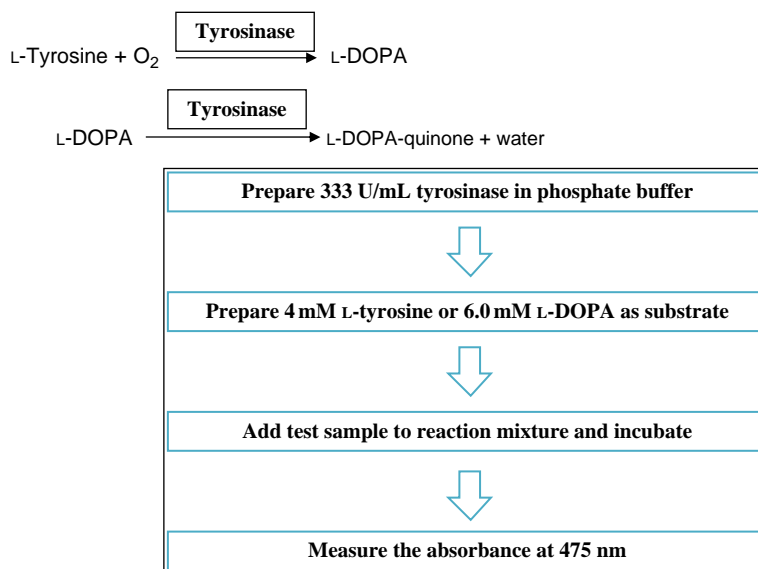 Tyrosinase
L-Tyrosine + O₂ L-DOPA
Tyrosinase
L-DOPA L-DOPA-quinone + water
Prepare 333 U/mL tyrosinase in phosphate buffer
Prepare 4 mM L-tyrosine or 6.0 mM L-DOPA as substrate
Add test sample to reaction mixture and incubate
Measure the absorbance at 475 nm